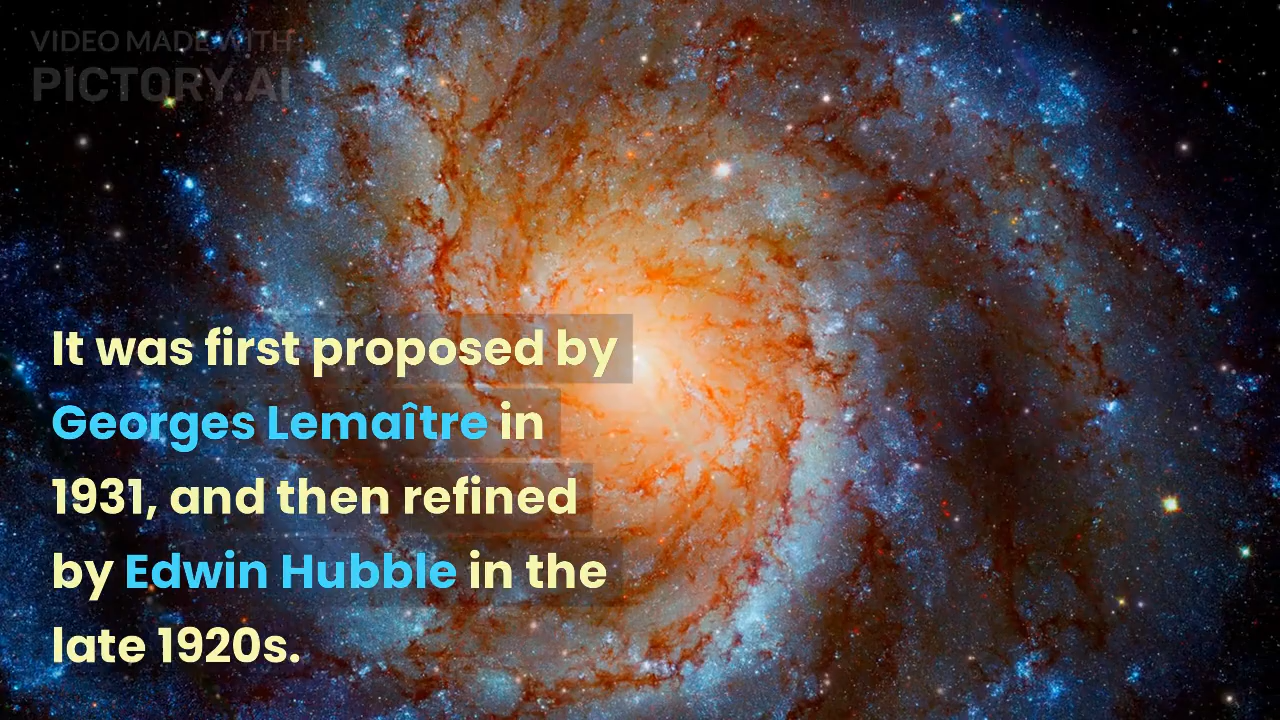 VIDEO MADE WITH
PICTORY.AI
It was first proposed by
Georges Lemaître in
1931, and then refined
by Edwin Hubble in the
late 1920s.